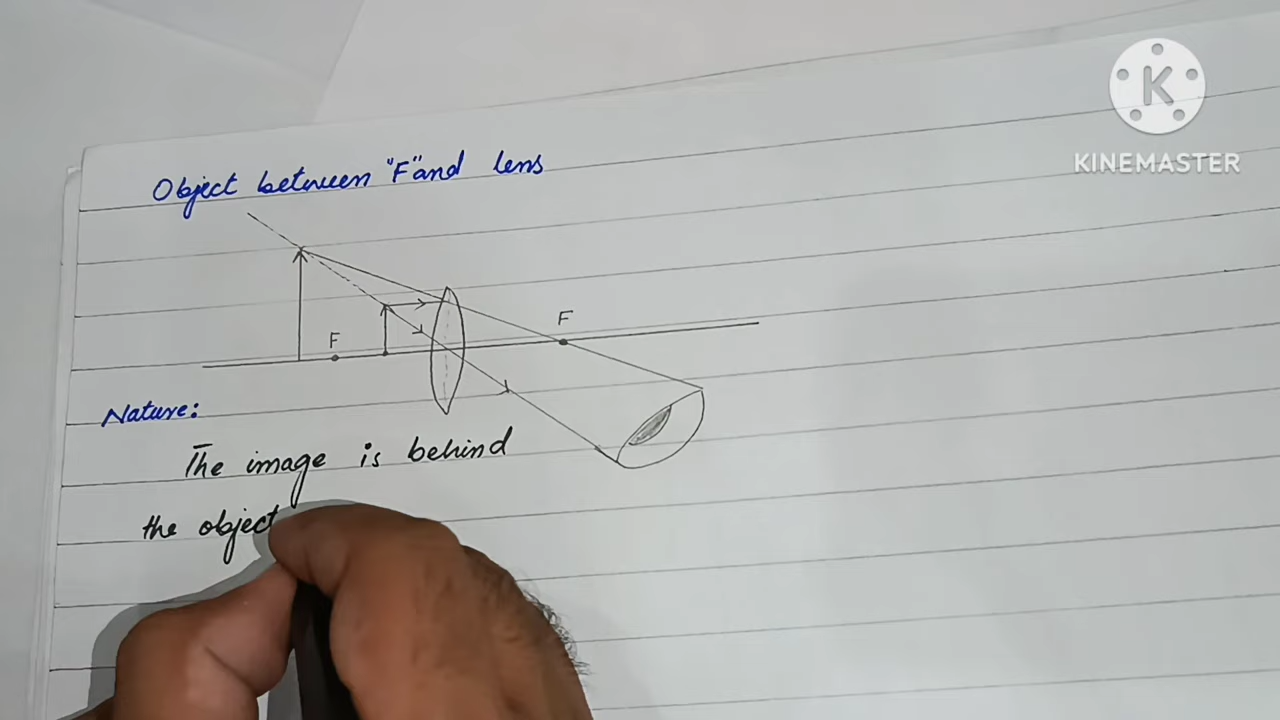 Object between "F" and lens
F
F
Nature:
The image is behind
the object
KINEMASTER